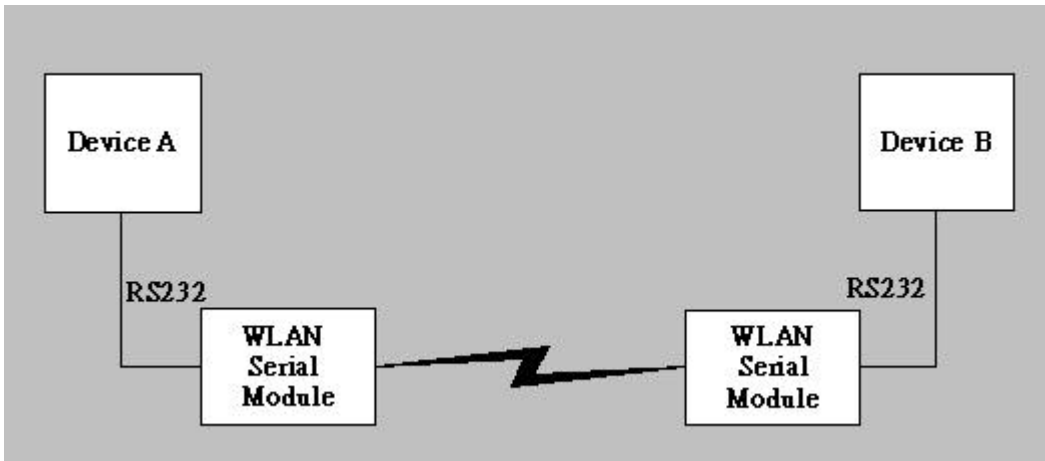 Device A
Device B
RS232
RS232
WLAN
Serial
Module
WLAN
Serial
Module